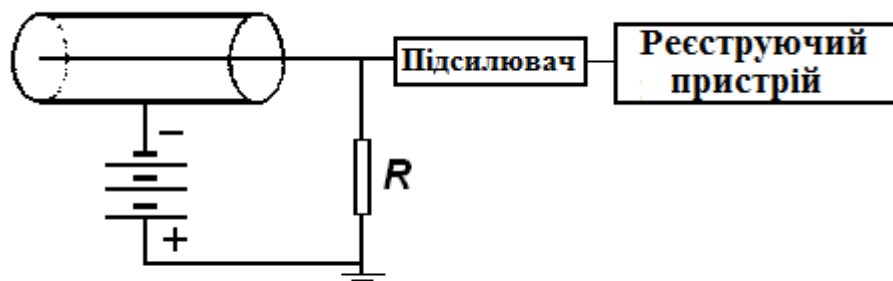 Підсилювач
Реєструючий
пристрій
−
R
+